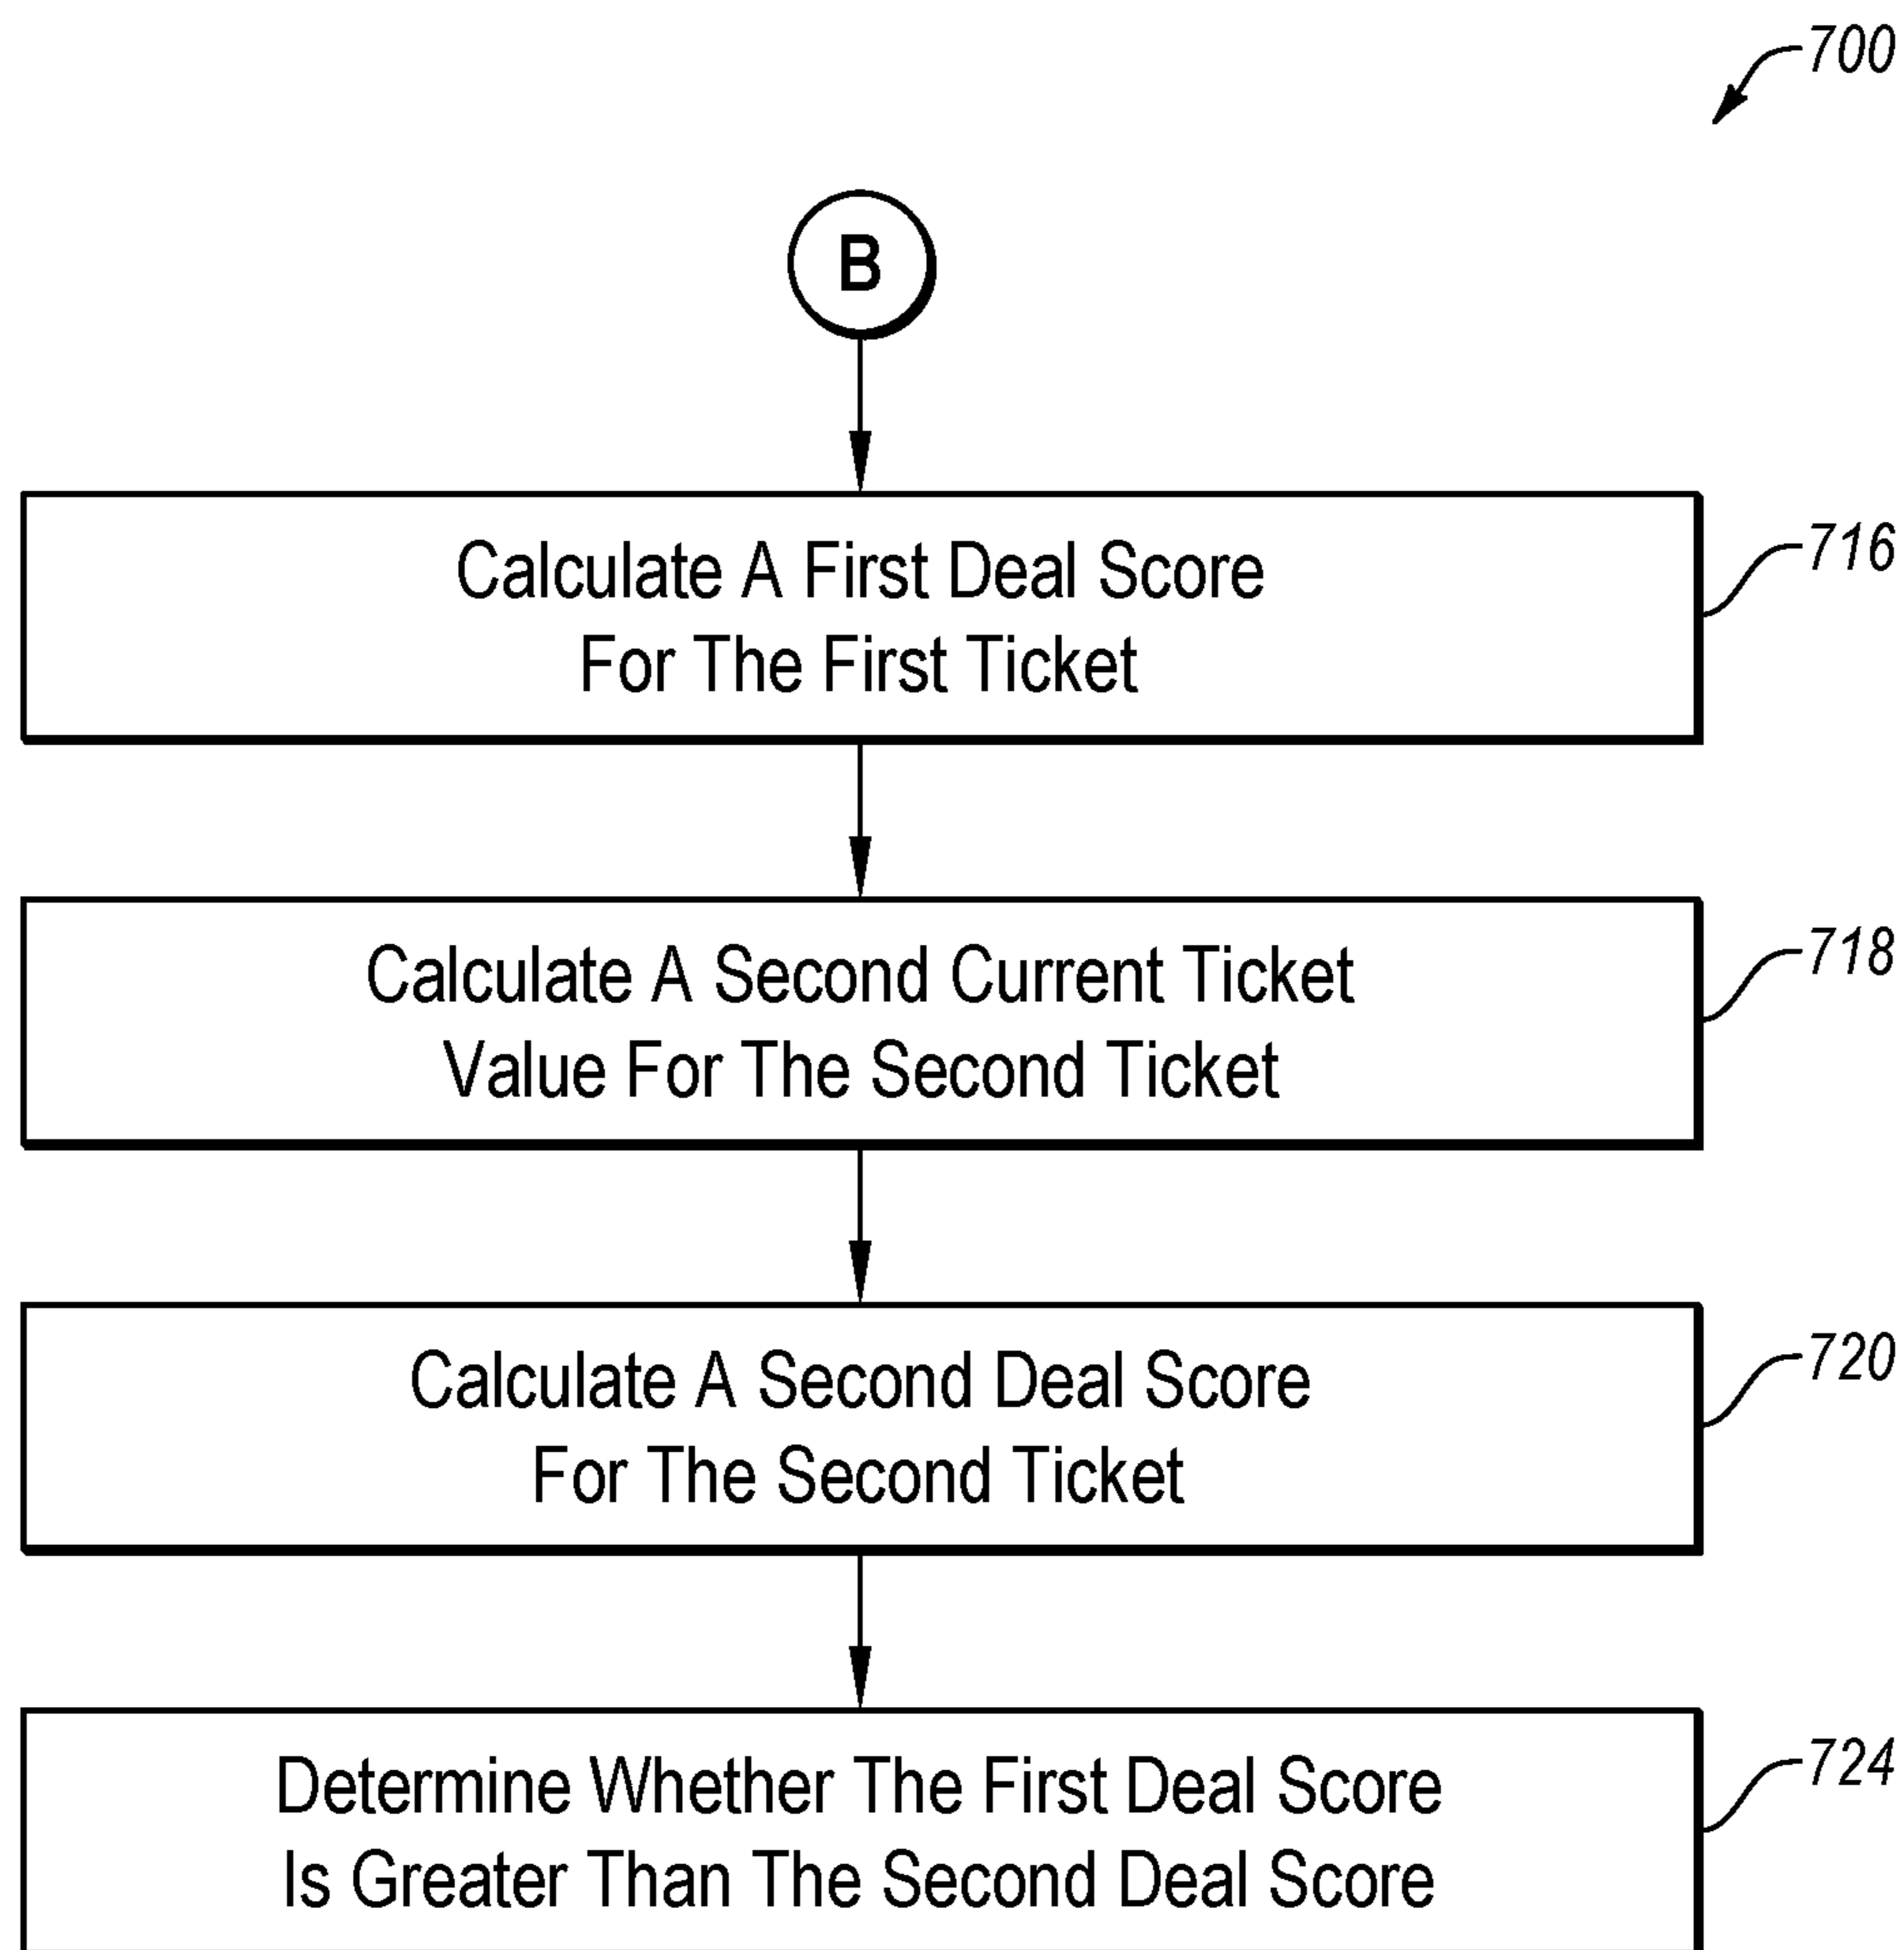 700
B
Calculate A First Deal Score
For The First Ticket
716
Calculate A Second Current Ticket
Value For The Second Ticket
718
Calculate A Second Deal Score
For The Second Ticket
720
Determine Whether The First Deal Score
Is Greater Than The Second Deal Score
724